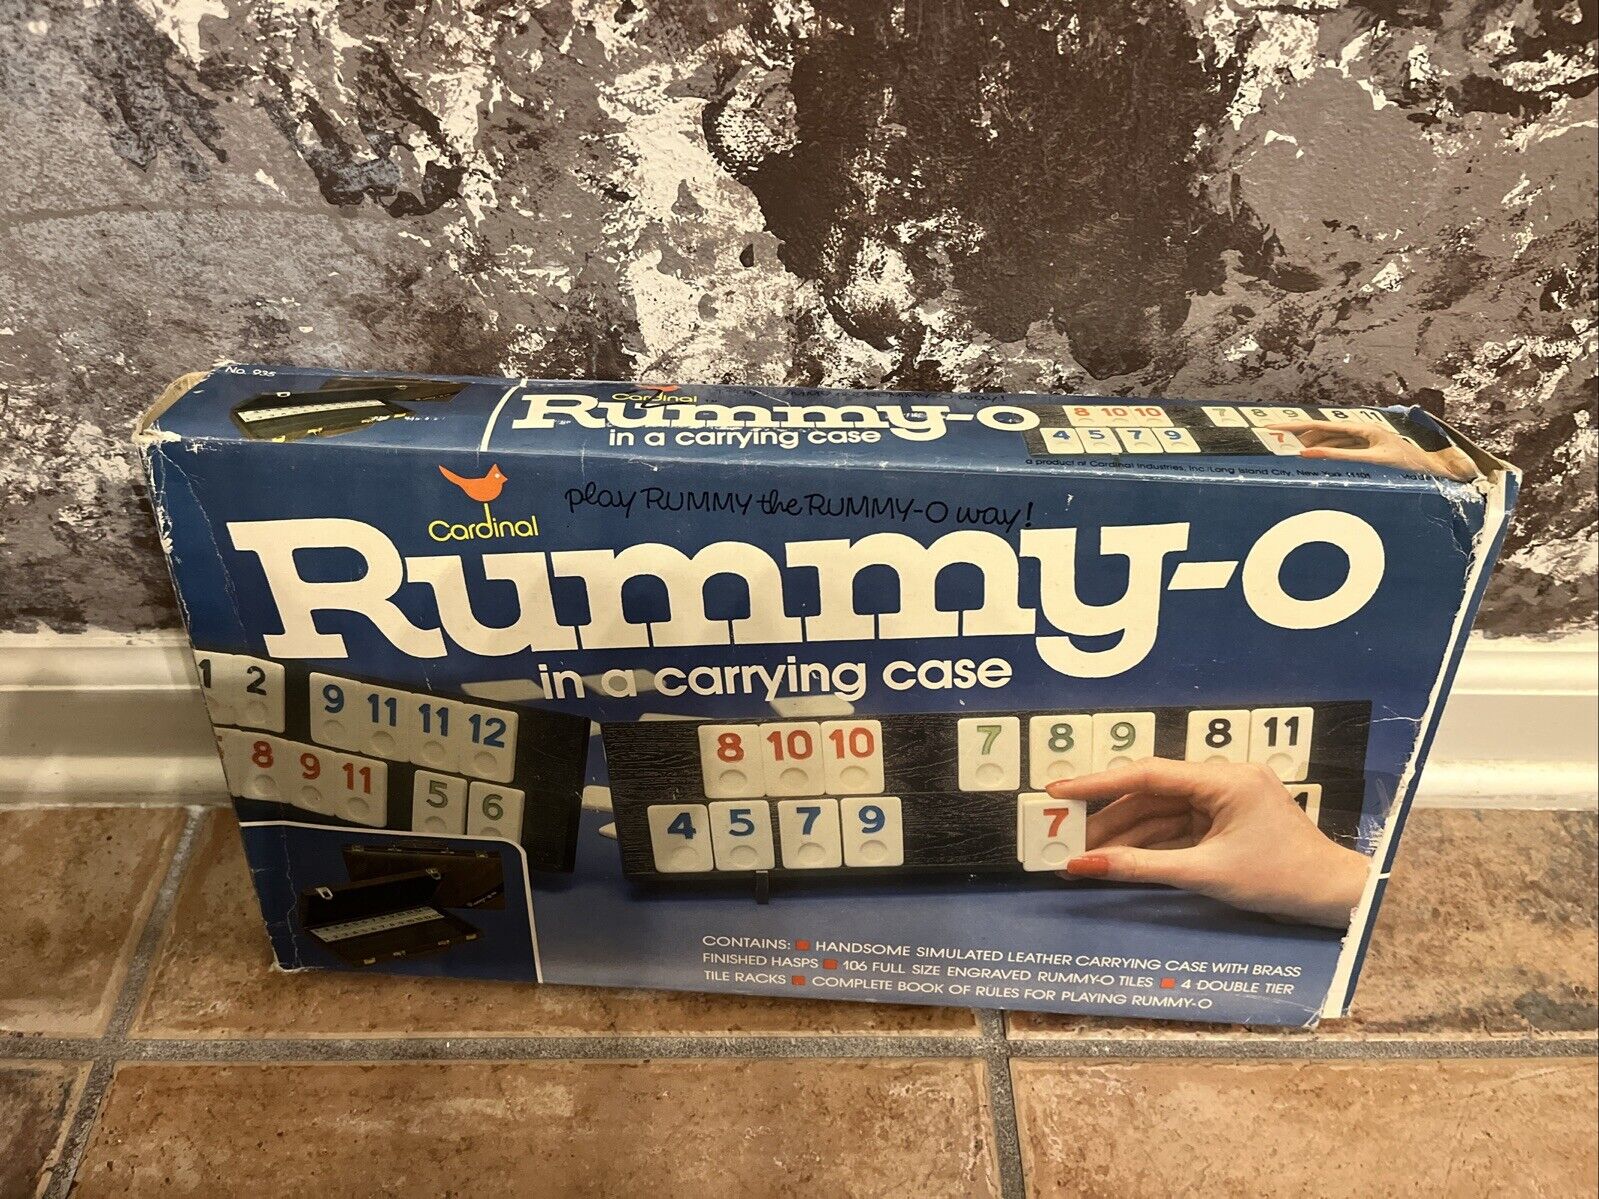 No. 935
Cardinal
Rummy-O
in a carrying case
8 10 10 7 8 9 8 11
4 5 7 9 7
a product of Cardinal Industries, Inc. Long Island City, New York 11101
Cardinal
play RUMMY the RUMMY-O way!
Rummy-O
in a carrying case
1 2 9 11 11 12
8 9 11 5 6
8 10 10 7 8 9 8 11
4 5 7 9 7 1
CONTAINS: HANDSOME SIMULATED LEATHER CARRYING CASE WITH BRASS
FINISHED HASPS 106 FULL SIZE ENGRAVED RUMMY-O TILES 4 DOUBLE TIER
TILE RACKS COMPLETE BOOK OF RULES FOR PLAYING RUMMY-O